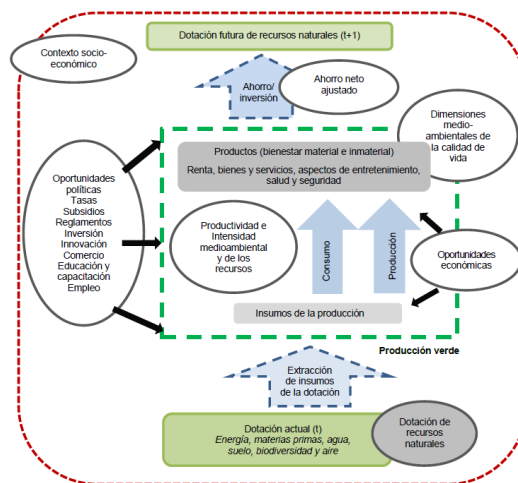 Dotación futura de recursos naturales (t+1)
Contexto socio-
económico
Ahorro/
inversión
Ahorro neto
ajustado
Dimensiones
medio-
ambientales de
la calidad de
vida
Productos (bienestar material e inmaterial)
Renta, bienes y servicios, aspectos de entretenimiento,
salud y seguridad
Oportunidades
políticas
Tasas
Subsidios
Reglamentos
Inversión
Innovación
Comercio
Educación y
capacitación
Empleo
Productividad e
Intensidad
medioambiental
y de los
recursos
Consumo
Producción
Oportunidades
económicas
Insumos de la producción
Producción verde
Extracción
de insumos
de la dotación
Dotación actual (t)
Energía, materias primas, agua,
suelo, biodiversidad y aire
Dotación de
recursos
naturales